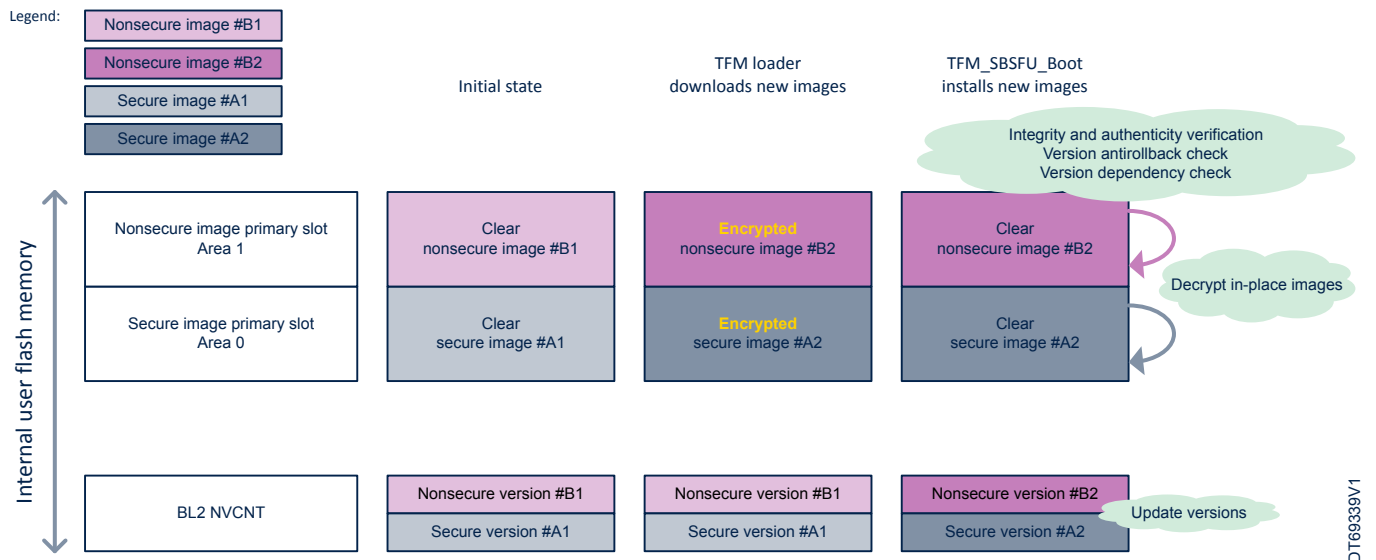 Legend:
Nonsecure image #B1
Nonsecure image #B2
Secure image #A1
Secure image #A2
Initial state
TFM loader
downloads new images
TFM_SBSFU_Boot
installs new images
Integrity and authenticity verification
Version antirollback check
Version dependency check
Internal user flash memory
Nonsecure image primary slot
Area 1
Clear
nonsecure image #B1
Encrypted
nonsecure image #B2
Clear
nonsecure image #B2
Decrypt in-place images
Secure image primary slot
Area 0
Clear
secure image #A1
Encrypted
secure image #A2
Clear
secure image #A2
BL2 NVCNT
Nonsecure version #B1
Secure version #A1
Nonsecure version #B1
Secure version #A1
Nonsecure version #B2
Secure version #A2
Update versions
DT69339V1